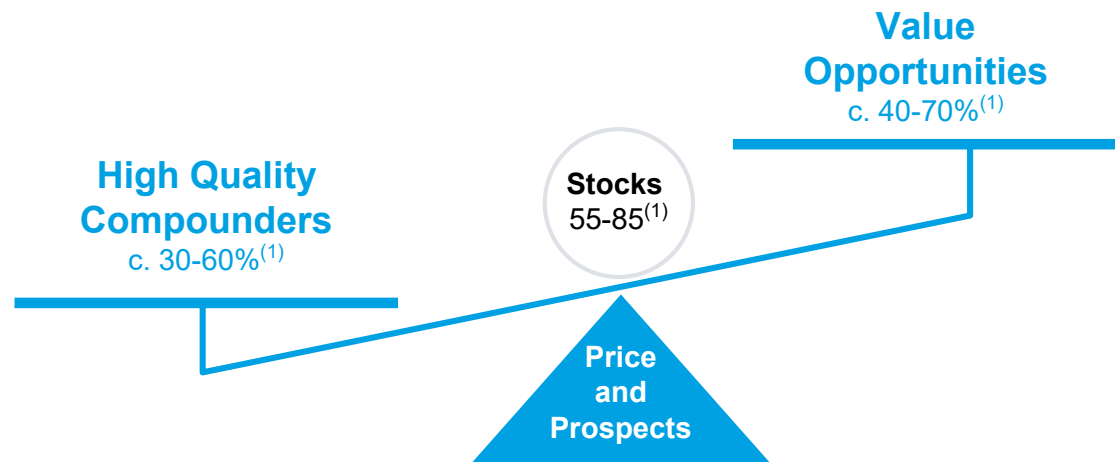 Value
Opportunities
c. 40-70%(1)
High Quality
Compounders
c. 30-60%(1)
Stocks
55-85(1)
Price
and
Prospects